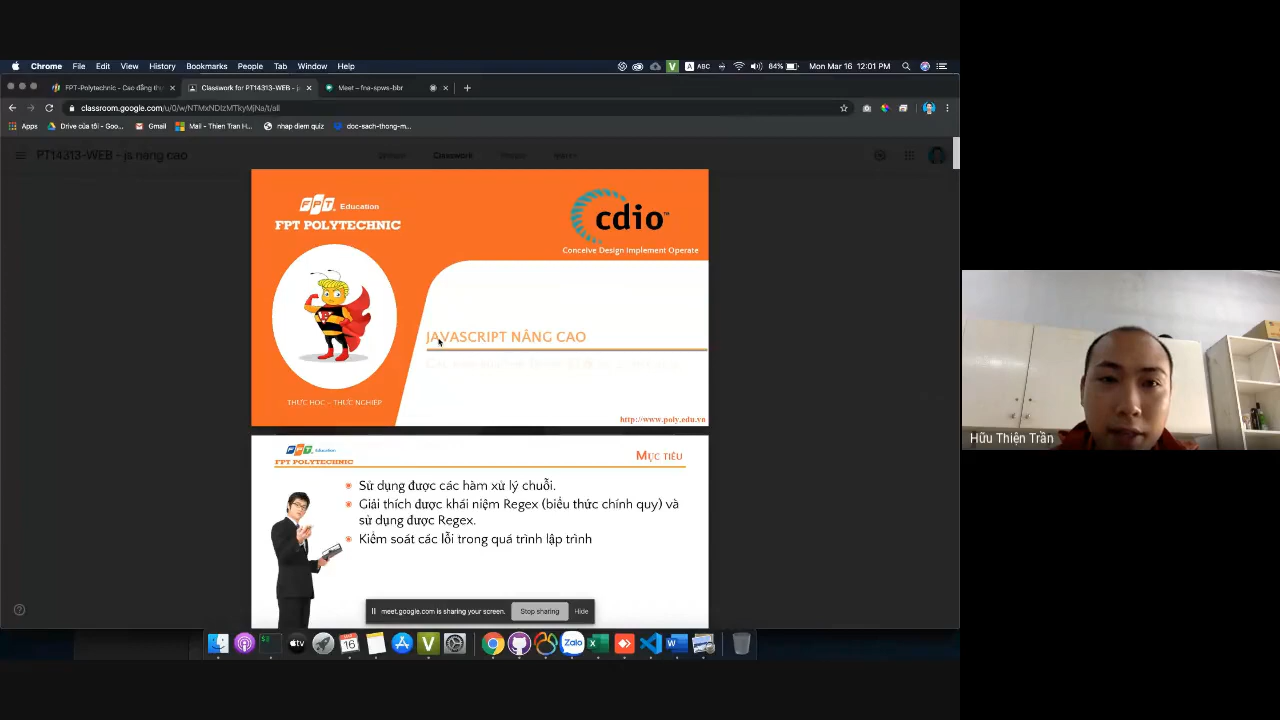 Chrome File Edit View History Bookmarks People Tab Window Help
V A ABC 84% Mon Mar 16 12:01 PM
FPT-Polytechnic - Cao đẳng th
Classwork for PT14313-WEB - j
Meet – fna-spws-bbr
classroom.google.com/u/0/w/NTMxNDIzMTkyMjNa/t/all
Apps Drive của tôi - Goo... Gmail Mail - Thien Tran H... nhap diem quiz doc-sach-thong-m...
PT14313-WEB - js nang cao
Classwork
FPT Education
FPT POLYTECHNIC
cdio™
Conceive Design Implement Operate
JAVASCRIPT NÂNG CAO
THỰC HỌC – THỰC NGHIỆP
http://www.poly.edu.vn
FPT Education
FPT POLYTECHNIC
MỤC TIÊU
Sử dụng được các hàm xử lý chuỗi.
Giải thích được khái niệm Regex (biểu thức chính quy) và
sử dụng được Regex.
Kiểm soát các lỗi trong quá trình lập trình
meet.google.com is sharing your screen. Stop sharing Hide
Hữu Thiện Trần
tv
16
V
Zalo